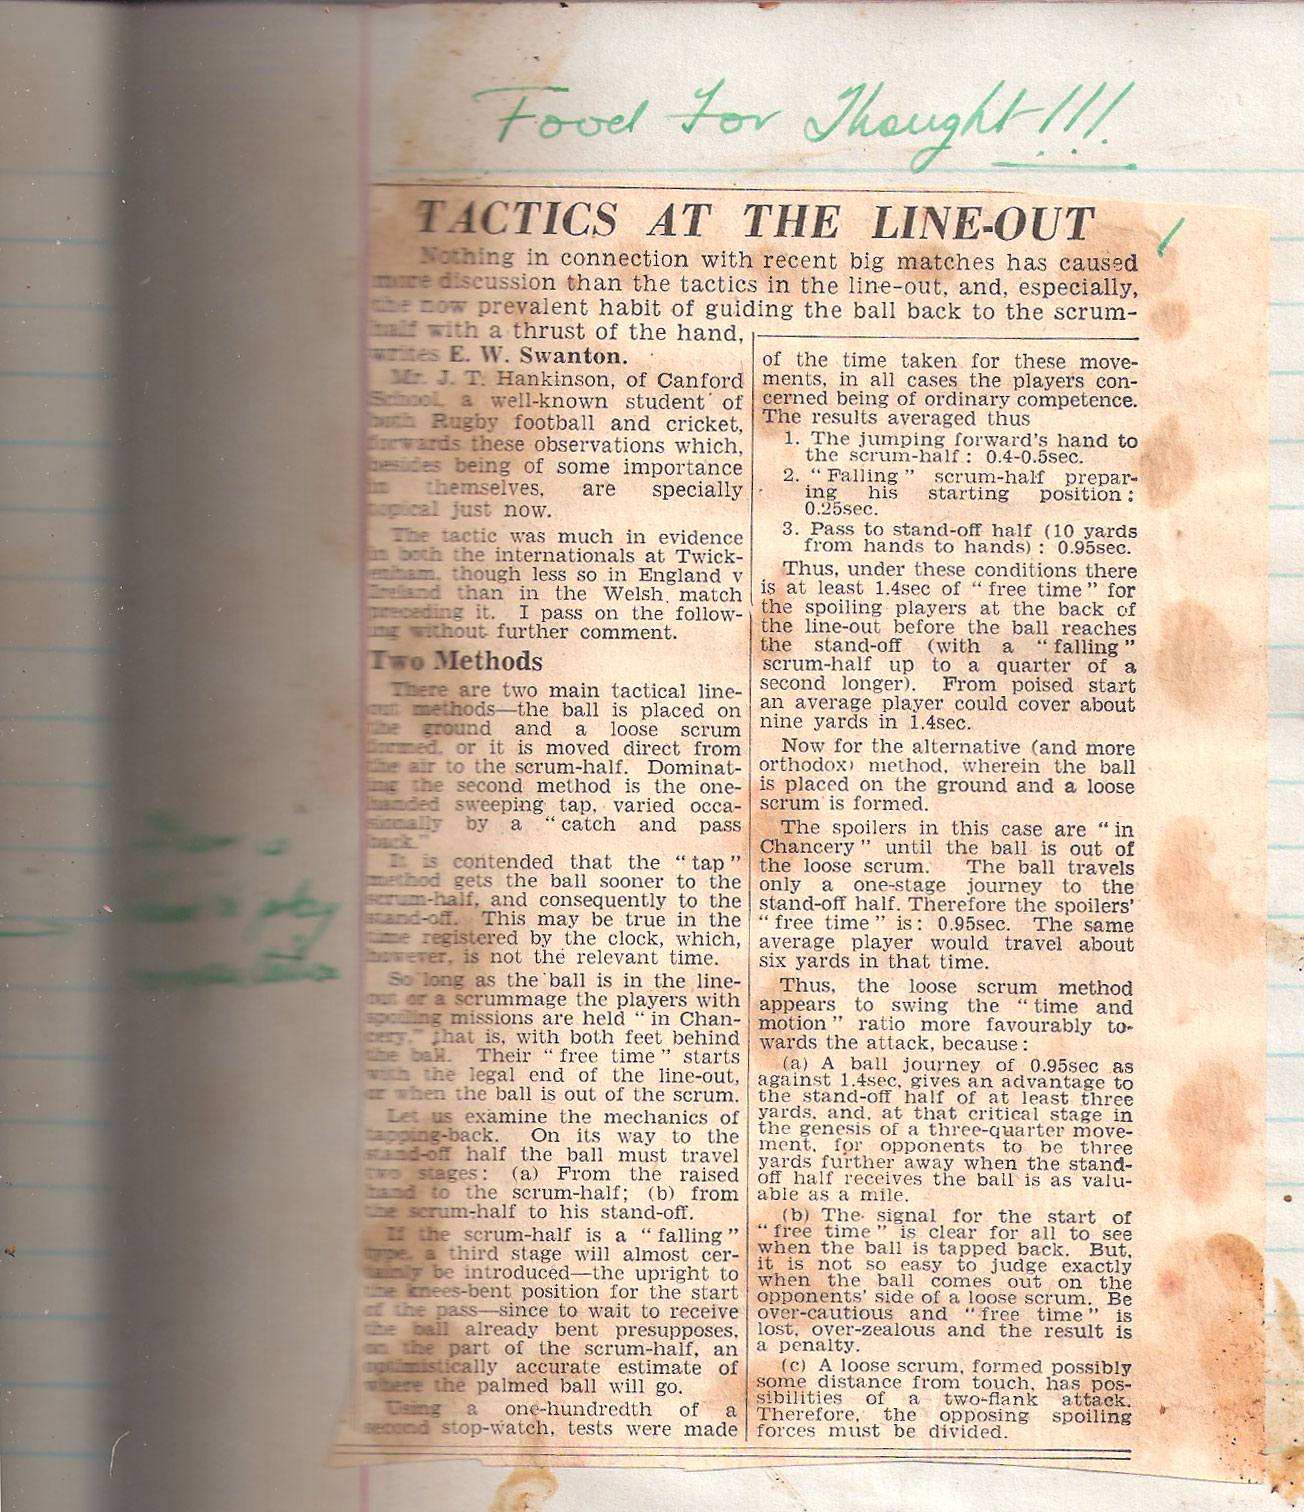 Food For Thought!!!
TACTICS AT THE LINE-OUT
Nothing in connection with recent big matches has caused
more discussion than the tactics in the line-out, and, especially,
the now prevalent habit of guiding the ball back to the scrum-
half with a thrust of the hand,
writes E. W. Swanton.
Mr. J. T. Hankinson, of Canford
School, a well-known student of
both Rugby football and cricket,
forwards these observations which,
besides being of some importance
in themselves, are specially
topical just now.
The tactic was much in evidence
in both the internationals at Twick-
enham, though less so in England v
Ireland than in the Welsh match
preceding it. I pass on the follow-
ing without further comment.
Two Methods
There are two main tactical line-
out methods—the ball is placed on
the ground and a loose scrum
formed, or it is moved direct from
the air to the scrum-half. Dominat-
ing the second method is the one-
handed sweeping tap, varied occa-
sionally by a "catch and pass
back."
It is contended that the "tap"
method gets the ball sooner to the
scrum-half, and consequently to the
stand-off. This may be true in the
time registered by the clock, which,
however, is not the relevant time.
So long as the ball is in the line-
out or a scrummage the players with
spoiling missions are held "in Chan-
cery," that is, with both feet behind
the ball. Their "free time" starts
with the legal end of the line-out,
or when the ball is out of the scrum.
Let us examine the mechanics of
tapping-back. On its way to the
stand-off half the ball must travel
two stages: (a) From the raised
hand to the scrum-half; (b) from
the scrum-half to his stand-off.
If the scrum-half is a "falling"
type, a third stage will almost cer-
tainly be introduced—the upright to
the knees-bent position for the start
of the pass—since to wait to receive
the ball already bent presupposes,
on the part of the scrum-half, an
optimistically accurate estimate of
where the palmed ball will go.
Using a one-hundredth of a
second stop-watch, tests were made
of the time taken for these move-
ments, in all cases the players con-
cerned being of ordinary competence.
The results averaged thus
1. The jumping forward's hand to
the scrum-half: 0.4-0.5sec.
2. "Falling" scrum-half prepar-
ing his starting position:
0.25sec.
3. Pass to stand-off half (10 yards
from hands to hands): 0.95sec.
Thus, under these conditions there
is at least 1.4sec of "free time" for
the spoiling players at the back of
the line-out before the ball reaches
the stand-off (with a "falling"
scrum-half up to a quarter of a
second longer). From poised start
an average player could cover about
nine yards in 1.4sec.
Now for the alternative (and more
orthodox) method, wherein the ball
is placed on the ground and a loose
scrum is formed.
The spoilers in this case are "in
Chancery" until the ball is out of
the loose scrum. The ball travels
only a one-stage journey to the
stand-off half. Therefore the spoilers'
"free time" is: 0.95sec. The same
average player would travel about
six yards in that time.
Thus, the loose scrum method
appears to swing the "time and
motion" ratio more favourably to-
wards the attack, because:
(a) A ball journey of 0.95sec as
against 1.4sec, gives an advantage to
the stand-off half of at least three
yards, and, at that critical stage in
the genesis of a three-quarter move-
ment, for opponents to be three
yards further away when the stand-
off half receives the ball is as valu-
able as a mile.
(b) The signal for the start of
"free time" is clear for all to see
when the ball is tapped back. But,
it is not so easy to judge exactly
when the ball comes out on the
opponents' side of a loose scrum. Be
over-cautious and "free time" is
lost, over-zealous and the result is
a penalty.
(c) A loose scrum, formed possibly
some distance from touch, has pos-
sibilities of a two-flank attack.
Therefore, the opposing spoiling
forces must be divided.